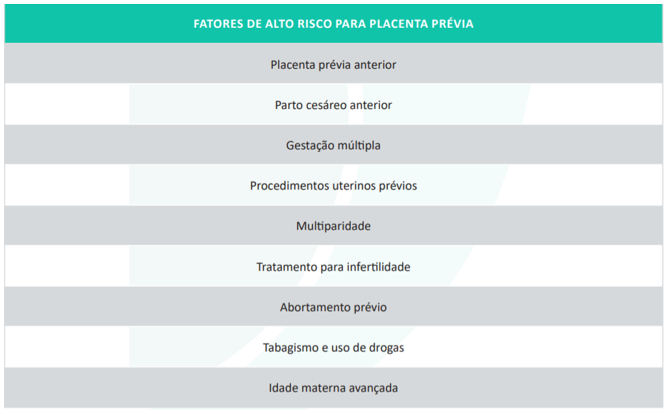 FATORES DE ALTO RISCO PARA PLACENTA PRÉVIA
Placenta prévia anterior
Parto cesáreo anterior
Gestação múltipla
Procedimentos uterinos prévios
Multiparidade
Tratamento para infertilidade
Abortamento prévio
Tabagismo e uso de drogas
Idade materna avançada